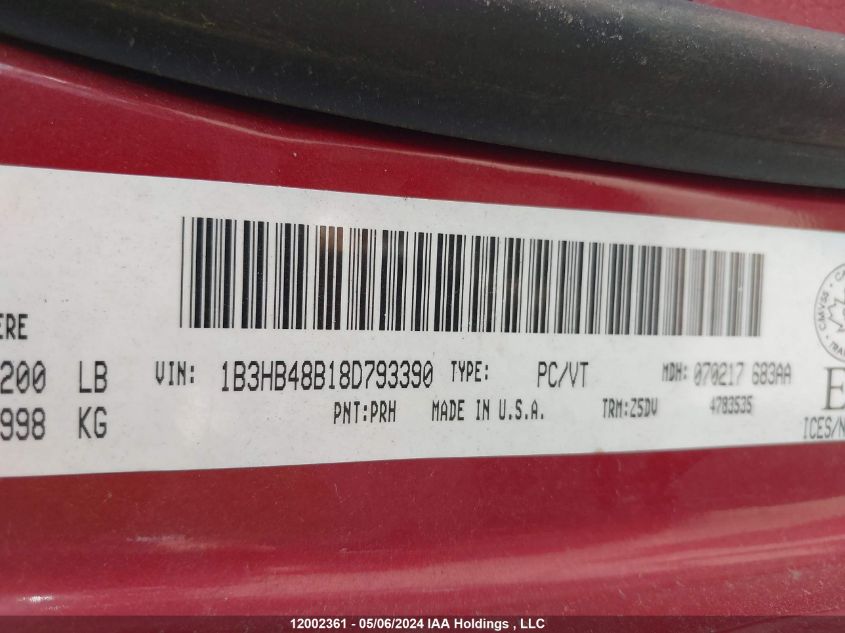 ERE
200 LB VIN: 1B3HB48B18D793390 TYPE: PC/VT MDH: 070217 683AA
998 KG PNT:PRH MADE IN U.S.A. TRM:Z5DV 4783535
CMVSS
ICES/N
12002361 - 05/06/2024 IAA Holdings , LLC